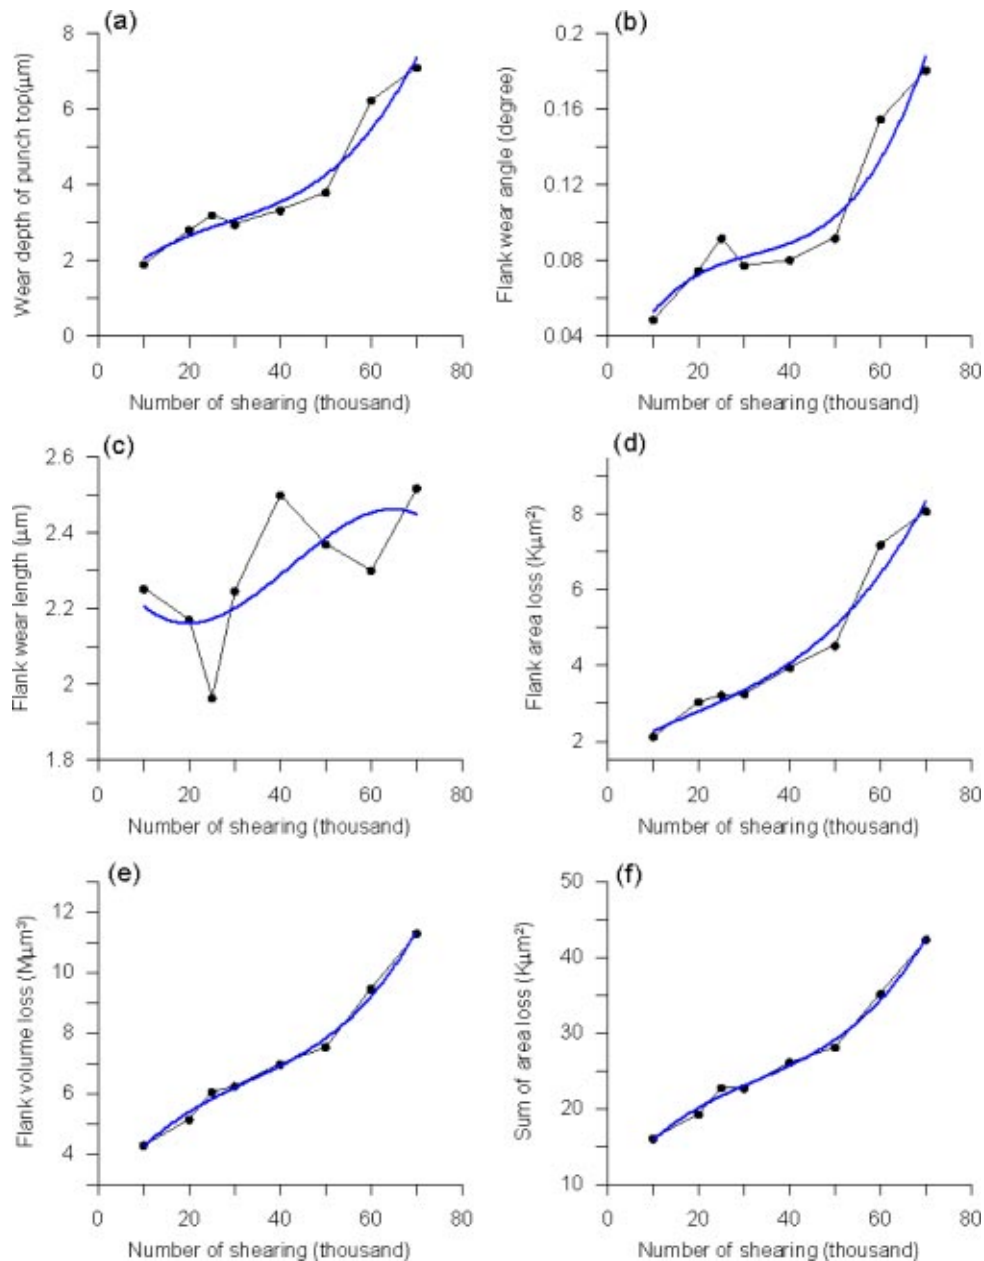 (a)
Wear depth of punch top(μm)
8
6
4
2
0
0 20 40 60 80
Number of shearing (thousand)
(b)
Flank wear angle (degree)
0.2
0.16
0.12
0.08
0.04
0 20 40 60 80
Number of shearing (thousand)
(c)
Flank wear length (μm)
2.6
2.4
2.2
2
1.8
0 20 40 60 80
Number of shearing (thousand)
(d)
Flank area loss (Kμm²)
8
6
4
2
0 20 40 60 80
Number of shearing (thousand)
(e)
Flank volume loss (Mμm³)
12
10
8
6
4
0 20 40 60 80
Number of shearing (thousand)
(f)
Sum of area loss (Kμm²)
50
40
30
20
10
0 20 40 60 80
Number of shearing (thousand)